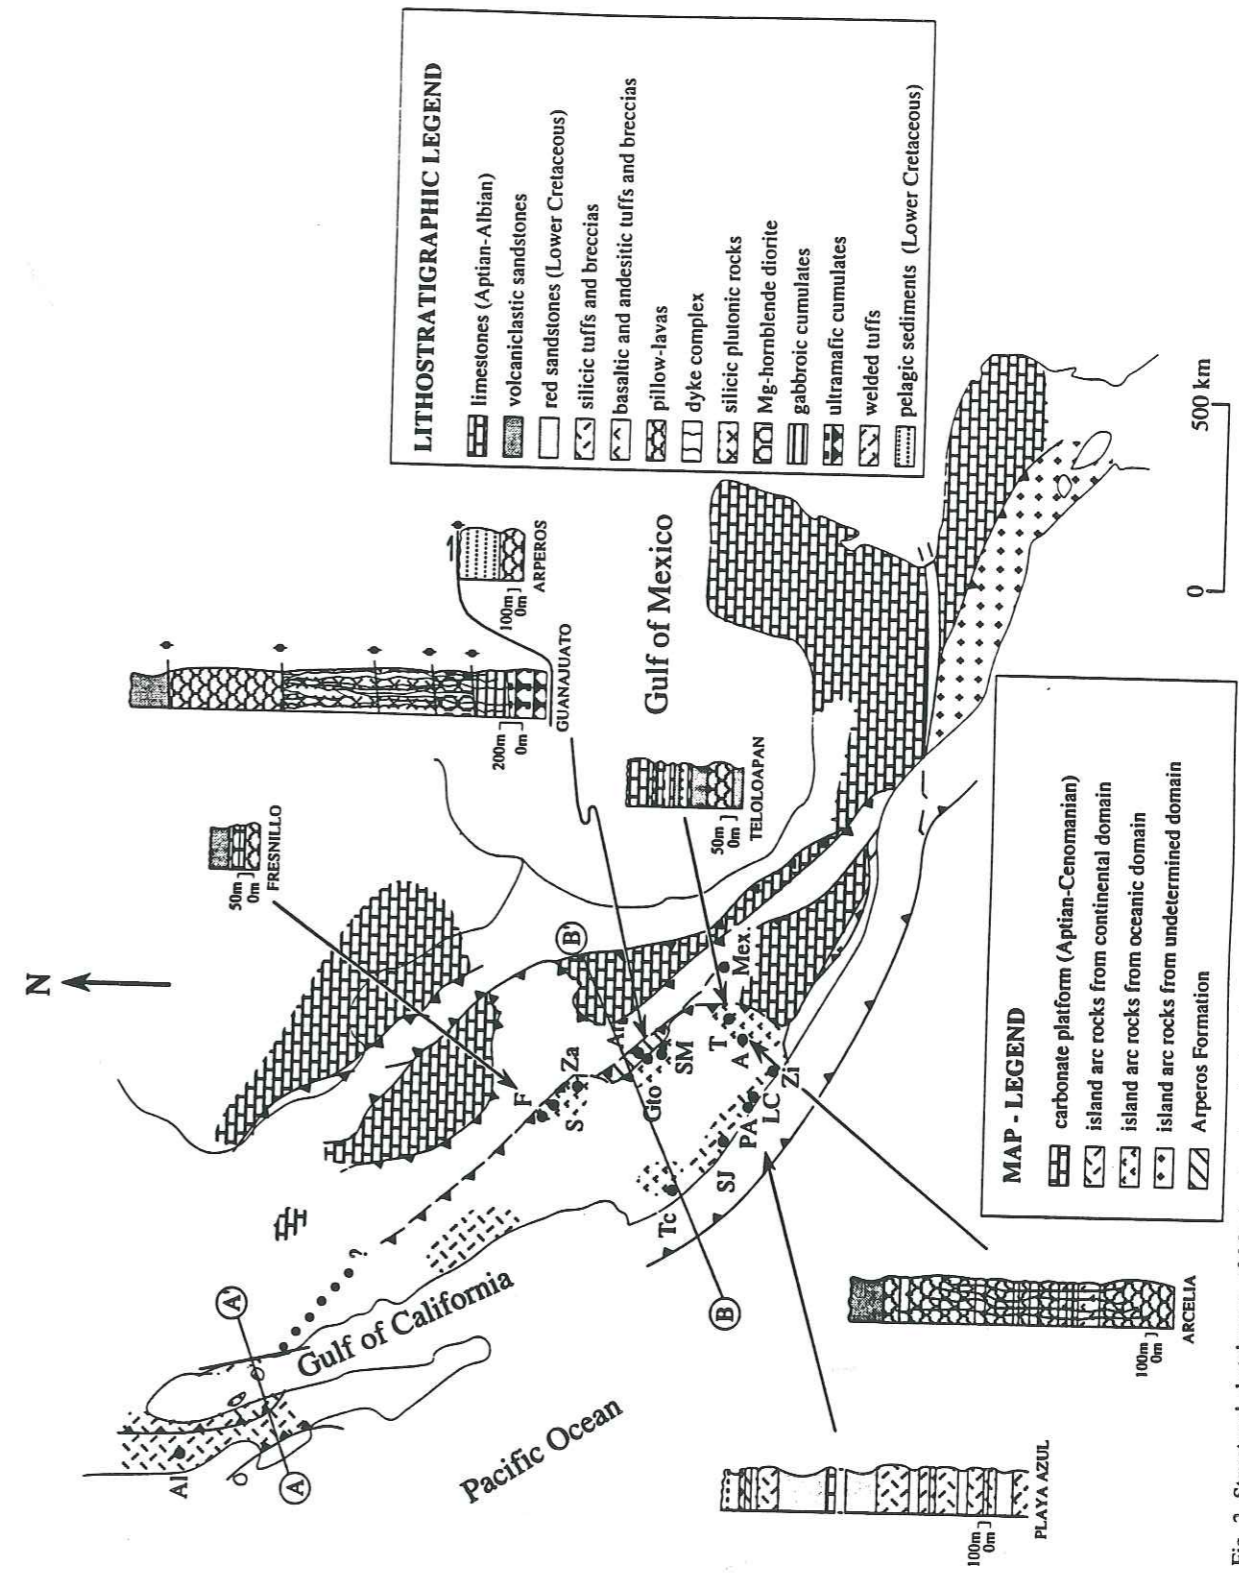 N
LITHOSTRATIGRAPHIC LEGEND
limestones (Aptian-Albian)
volcaniclastic sandstones
red sandstones (Lower Cretaceous)
silicic tuffs and breccias
basaltic and andesitic tuffs and breccias
pillow-lavas
dyke complex
silicic plutonic rocks
Mg-hornblende diorite
gabbroic cumulates
ultramafic cumulates
welded tuffs
pelagic sediments (Lower Cretaceous)
FRESNILLO
50m
0m
GUANAJUATO
200m
0m
ARPEROS
100m
0m
TELOLOAPAN
50m
0m
Gulf of Mexico
Gulf of California
Pacific Ocean
A
A'
B
B'
Al
?
F
S
Za
Ar
Gto
SM
Mex.
T
A
Zi
LC
PA
SJ
Tc
PLAYA AZUL
100m
0m
ARCELIA
100m
0m
MAP - LEGEND
carbonate platform (Aptian-Cenomanian)
island arc rocks from continental domain
island arc rocks from oceanic domain
island arc rocks from undetermined domain
Arperos Formation
0
500 km